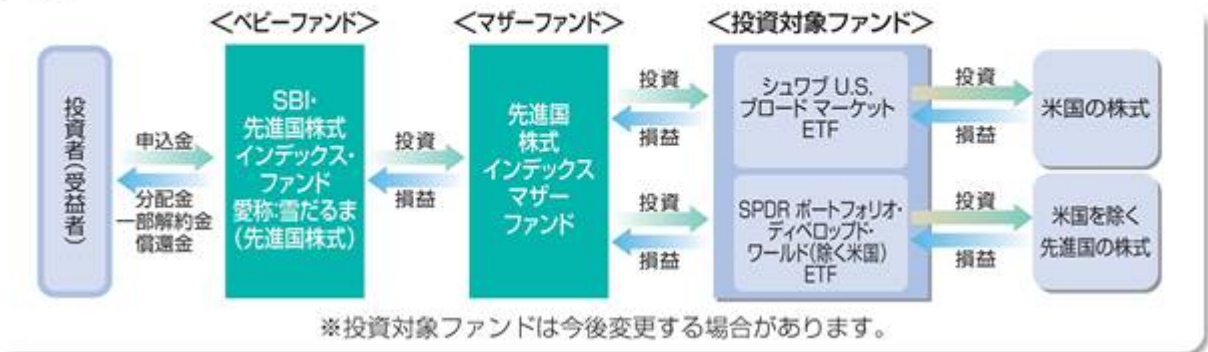 <ベビーファンド>
<マザーファンド>
<投資対象ファンド>
投資者(受益者)
申込金
分配金
一部解約金
償還金
SBI・
先進国株式
インデックス・
ファンド
愛称:雪だるま
(先進国株式)
投資
損益
先進国
株式
インデックス
マザー
ファンド
投資
損益
投資
損益
シュワブ U.S.
ブロード マーケット
ETF
SPDR ポートフォリオ・
ディベロップド・
ワールド(除く米国)
ETF
投資
損益
投資
損益
米国の株式
米国を除く
先進国の株式
※投資対象ファンドは今後変更する場合があります。